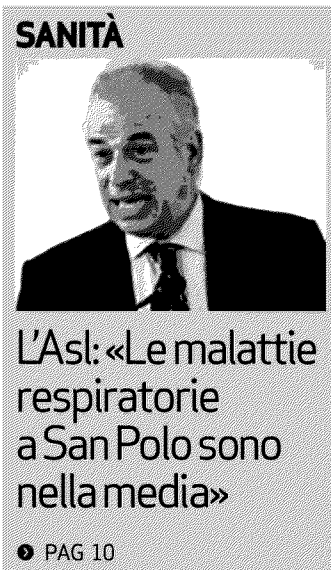 SANITÀ
L'Asl: «Le malattie
respiratorie
a San Polo sono
nella media»
PAG 10